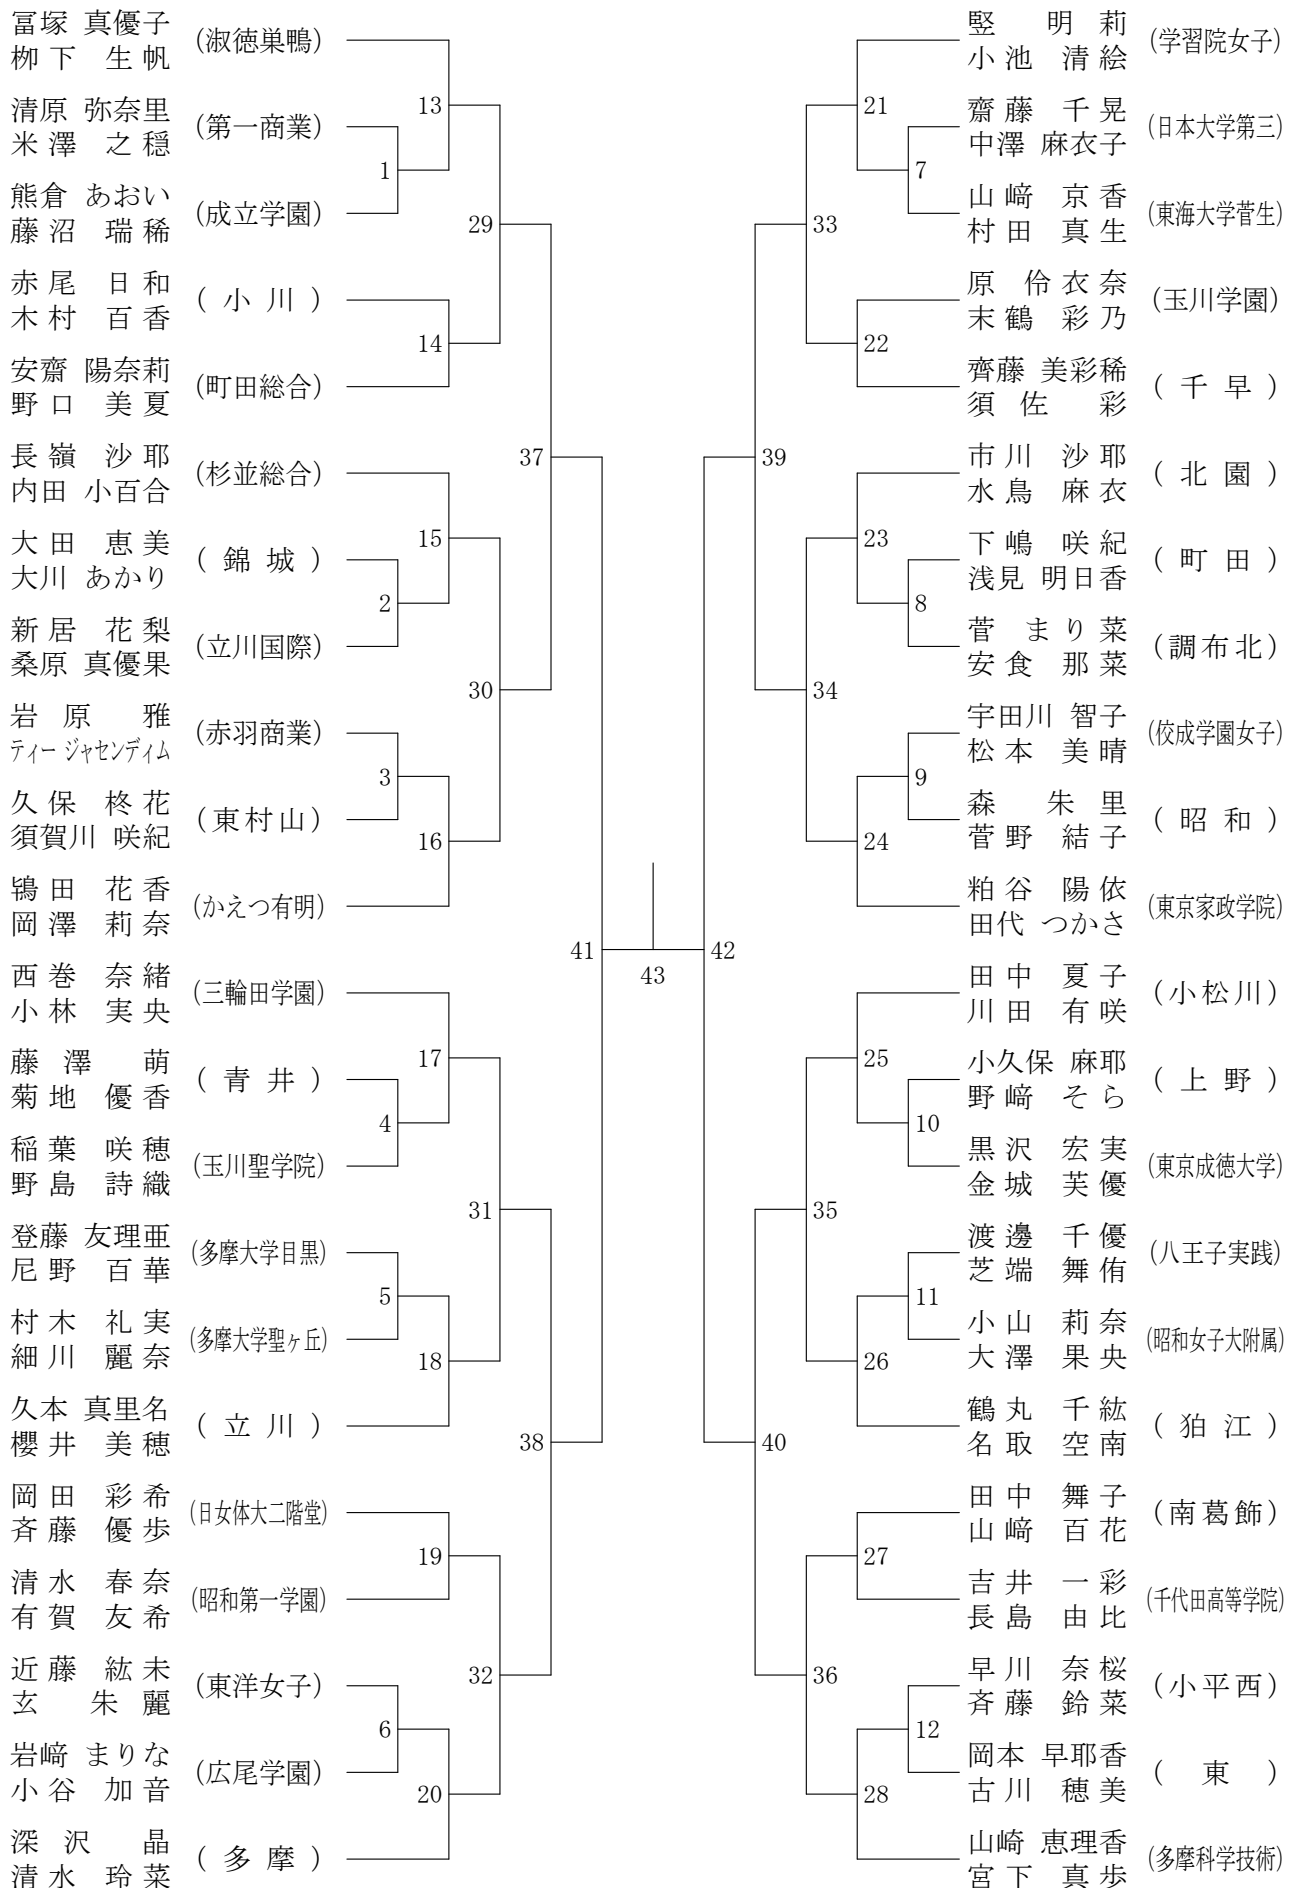 冨塚 真優子
栁下 生帆
(淑徳巣鴨)
清原 弥奈里
米澤 之穏
(第一商業)
熊倉 あおい
藤沼 瑞稀
(成立学園)
赤尾 日和
木村 百香
(小川)
安齋 陽奈莉
野口 美夏
(町田総合)
長嶺 沙耶
内田 小百合
(杉並総合)
大田 恵美
大川 あかり
(錦城)
新居 花梨
桑原 真優果
(立川国際)
岩原 雅
ティー ジャセンディム
(赤羽商業)
久保 柊花
須賀川 咲紀
(東村山)
鴇田 花香
岡澤 莉奈
(かえつ有明)
西巻 奈緒
小林 実央
(三輪田学園)
藤澤 萌
菊地 優香
(青井)
稲葉 咲穂
野島 詩織
(玉川聖学院)
登藤 友理亜
尼野 百華
(多摩大学目黒)
村木 礼実
細川 麗奈
(多摩大学聖ヶ丘)
久本 真里名
櫻井 美穂
(立川)
岡田 彩希
斉藤 優歩
(日女体大二階堂)
清水 春奈
有賀 友希
(昭和第一学園)
近藤 紘未
玄 朱麗
(東洋女子)
岩﨑 まりな
小谷 加音
(広尾学園)
深沢 晶
清水 玲菜
(多摩)
1
2
3
4
5
6
13
14
15
16
17
18
19
20
29
30
31
32
37
38
41
43
42
39
40
33
34
35
36
21
22
23
24
25
26
27
28
7
8
9
10
11
12
堅 明莉
小池 清絵
(学習院女子)
齋藤 千晃
中澤 麻衣子
(日本大学第三)
山﨑 京香
村田 真生
(東海大学菅生)
原 伶衣奈
末鶴 彩乃
(玉川学園)
齊藤 美彩稀
須佐 彩
(千早)
市川 沙耶
水鳥 麻衣
(北園)
下嶋 咲紀
浅見 明日香
(町田)
菅 まり菜
安食 那菜
(調布北)
宇田川 智子
松本 美晴
(佼成学園女子)
森 朱里
菅野 結子
(昭和)
粕谷 陽依
田代 つかさ
(東京家政学院)
田中 夏子
川田 有咲
(小松川)
小久保 麻耶
野﨑 そら
(上野)
黒沢 宏実
金城 芙優
(東京成徳大学)
渡邊 千優
芝端 舞侑
(八王子実践)
小山 莉奈
大澤 果央
(昭和女子大附属)
鶴丸 千紘
名取 空南
(狛江)
田中 舞子
山﨑 百花
(南葛飾)
吉井 一彩
長島 由比
(千代田高等学院)
早川 奈桜
斉藤 鈴菜
(小平西)
岡本 早耶香
古川 穂美
(東)
山崎 恵理香
宮下 真歩
(多摩科学技術)